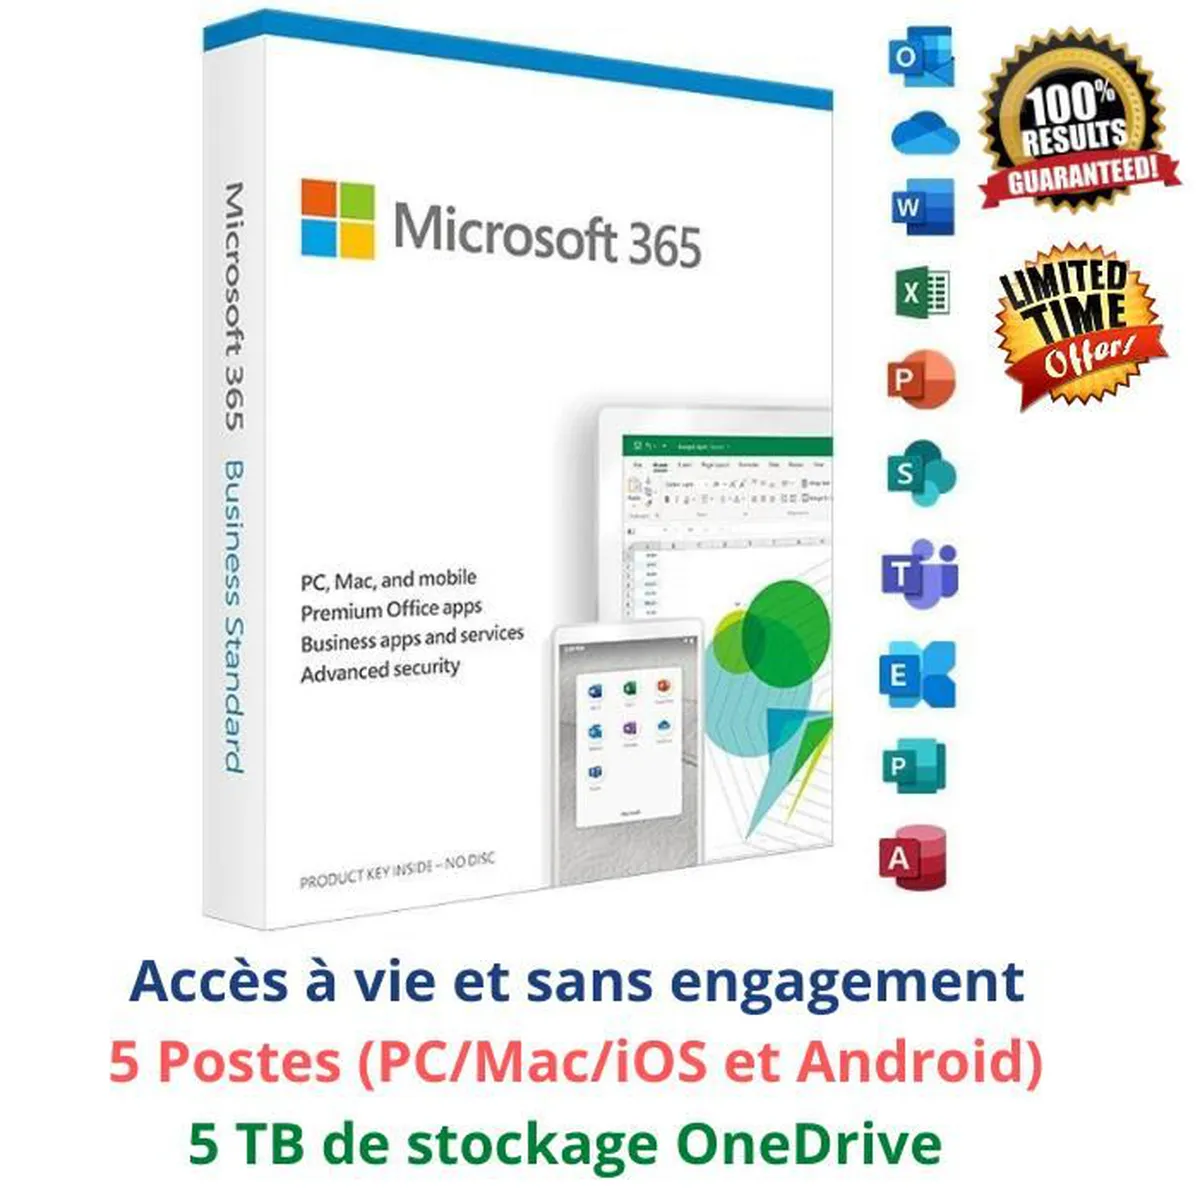 Microsoft 365 Business Standard
Microsoft 365
PC, Mac, and mobile
Premium Office apps
Business apps and services
Advanced security
PRODUCT KEY INSIDE – NO DISC
O
W
X
P
S
T
E
P
A
100%
RESULTS
GUARANTEED!
LIMITED
TIME
Offer!
Accès à vie et sans engagement
5 Postes (PC/Mac/iOS et Android)
5 TB de stockage OneDrive